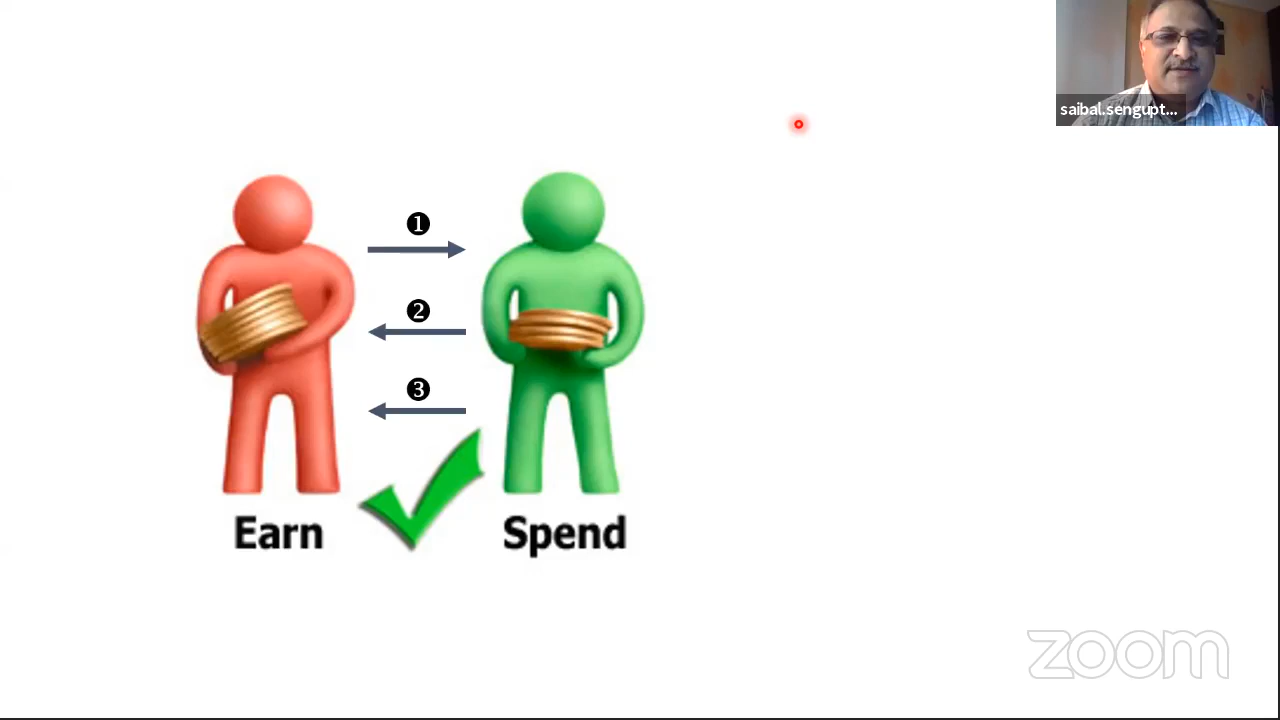 saibal.sengupt...
❶
❷
❸
Earn
Spend
zoom